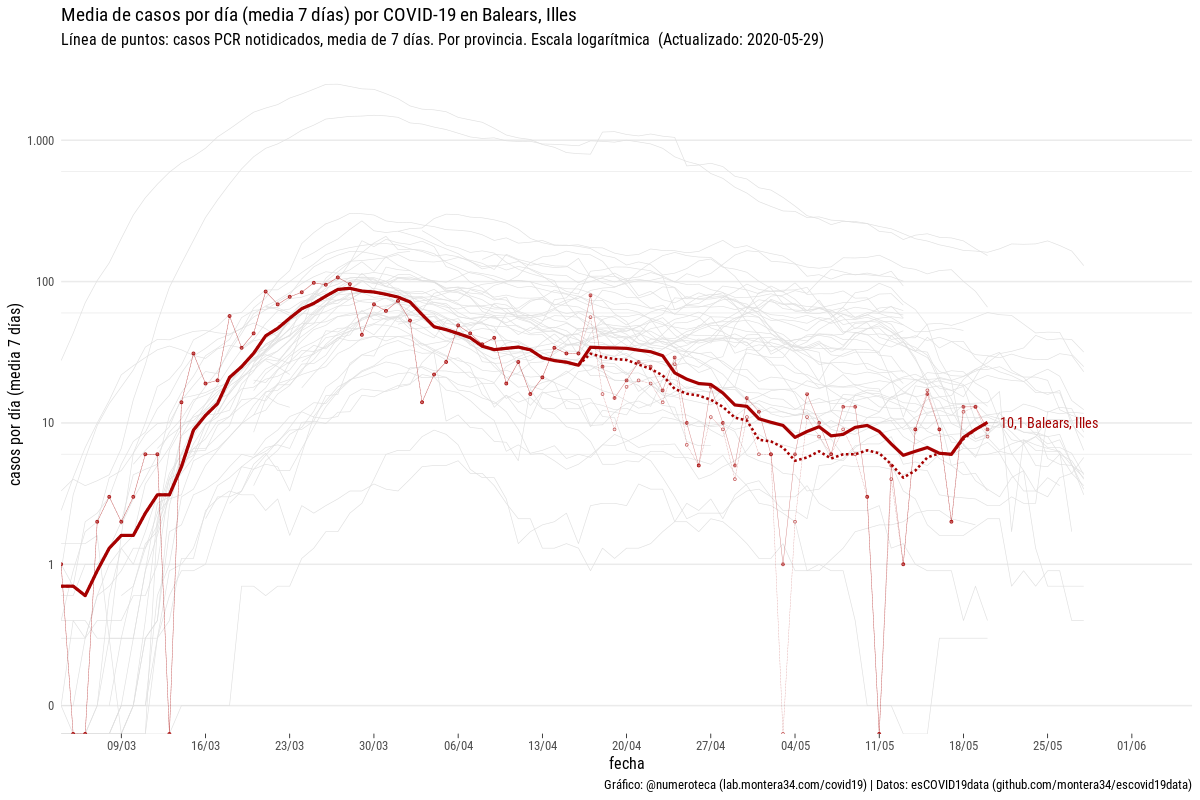 Media de casos por día (media 7 días) por COVID-19 en Balears, Illes
Línea de puntos: casos PCR notidicados, media de 7 días. Por provincia. Escala logarítmica  (Actualizado: 2020-05-29)
casos por día (media 7 días)
1.000
100
10
1
0
10,1 Balears, Illes
09/03 16/03 23/03 30/03 06/04 13/04 20/04 27/04 04/05 11/05 18/05 25/05 01/06
fecha
Gráfico: @numeroteca (lab.montera34.com/covid19) | Datos: esCOVID19data (github.com/montera34/escovid19data)